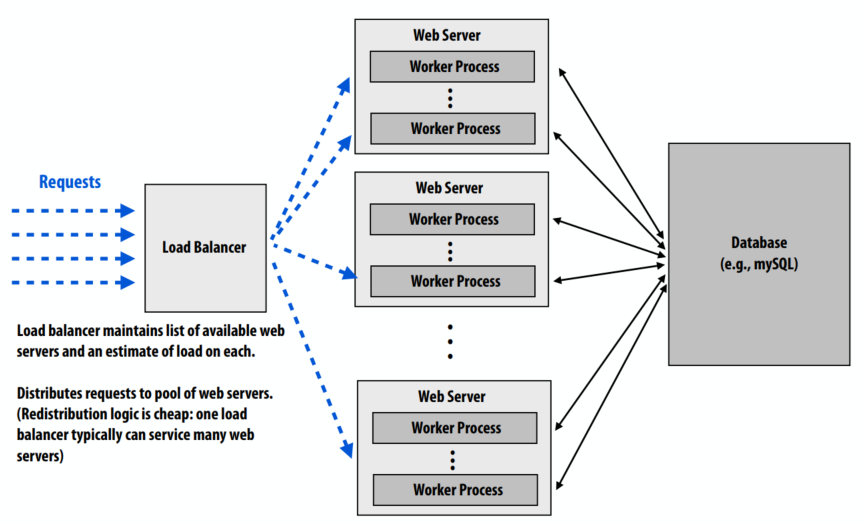 Requests
Load Balancer
Load balancer maintains list of available web
servers and an estimate of load on each.
Distributes requests to pool of web servers.
(Redistribution logic is cheap: one load
balancer typically can service many web
servers)
Web Server
Worker Process
Worker Process
Web Server
Worker Process
Worker Process
Web Server
Worker Process
Worker Process
Database
(e.g., mySQL)